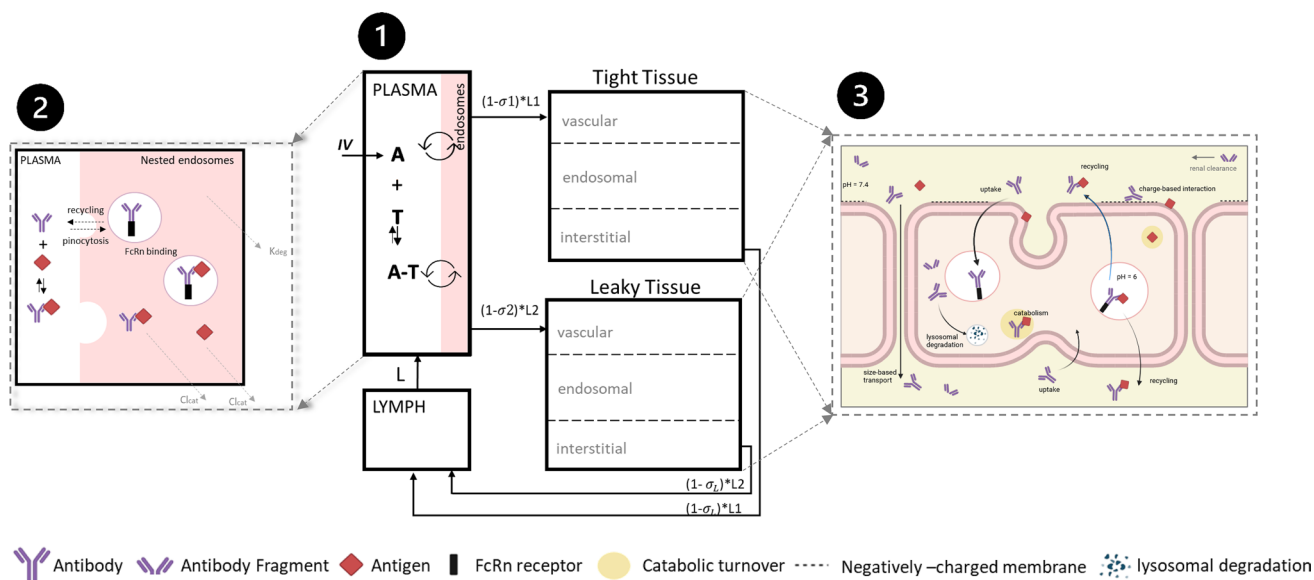 1
2
3
PLASMA
endosomes
IV
A
+
T
A-T
(1-σ1)*L1
(1-σ2)*L2
L
LYMPH
Tight Tissue
vascular
endosomal
interstitial
Leaky Tissue
vascular
endosomal
interstitial
(1- σL)*L2
(1-σL)*L1
PLASMA
Nested endosomes
recycling
pinocytosis
FcRn binding
+
Kdeg
Clcat
Clcat
renal clearance
recycling
pH = 7.4
uptake
charge-based interaction
pH = 6
catabolism
lysosomal
degradation
size-based
transport
uptake
recycling
Antibody
Antibody Fragment
Antigen
FcRn receptor
Catabolic turnover
Negatively –charged membrane
lysosomal degradation